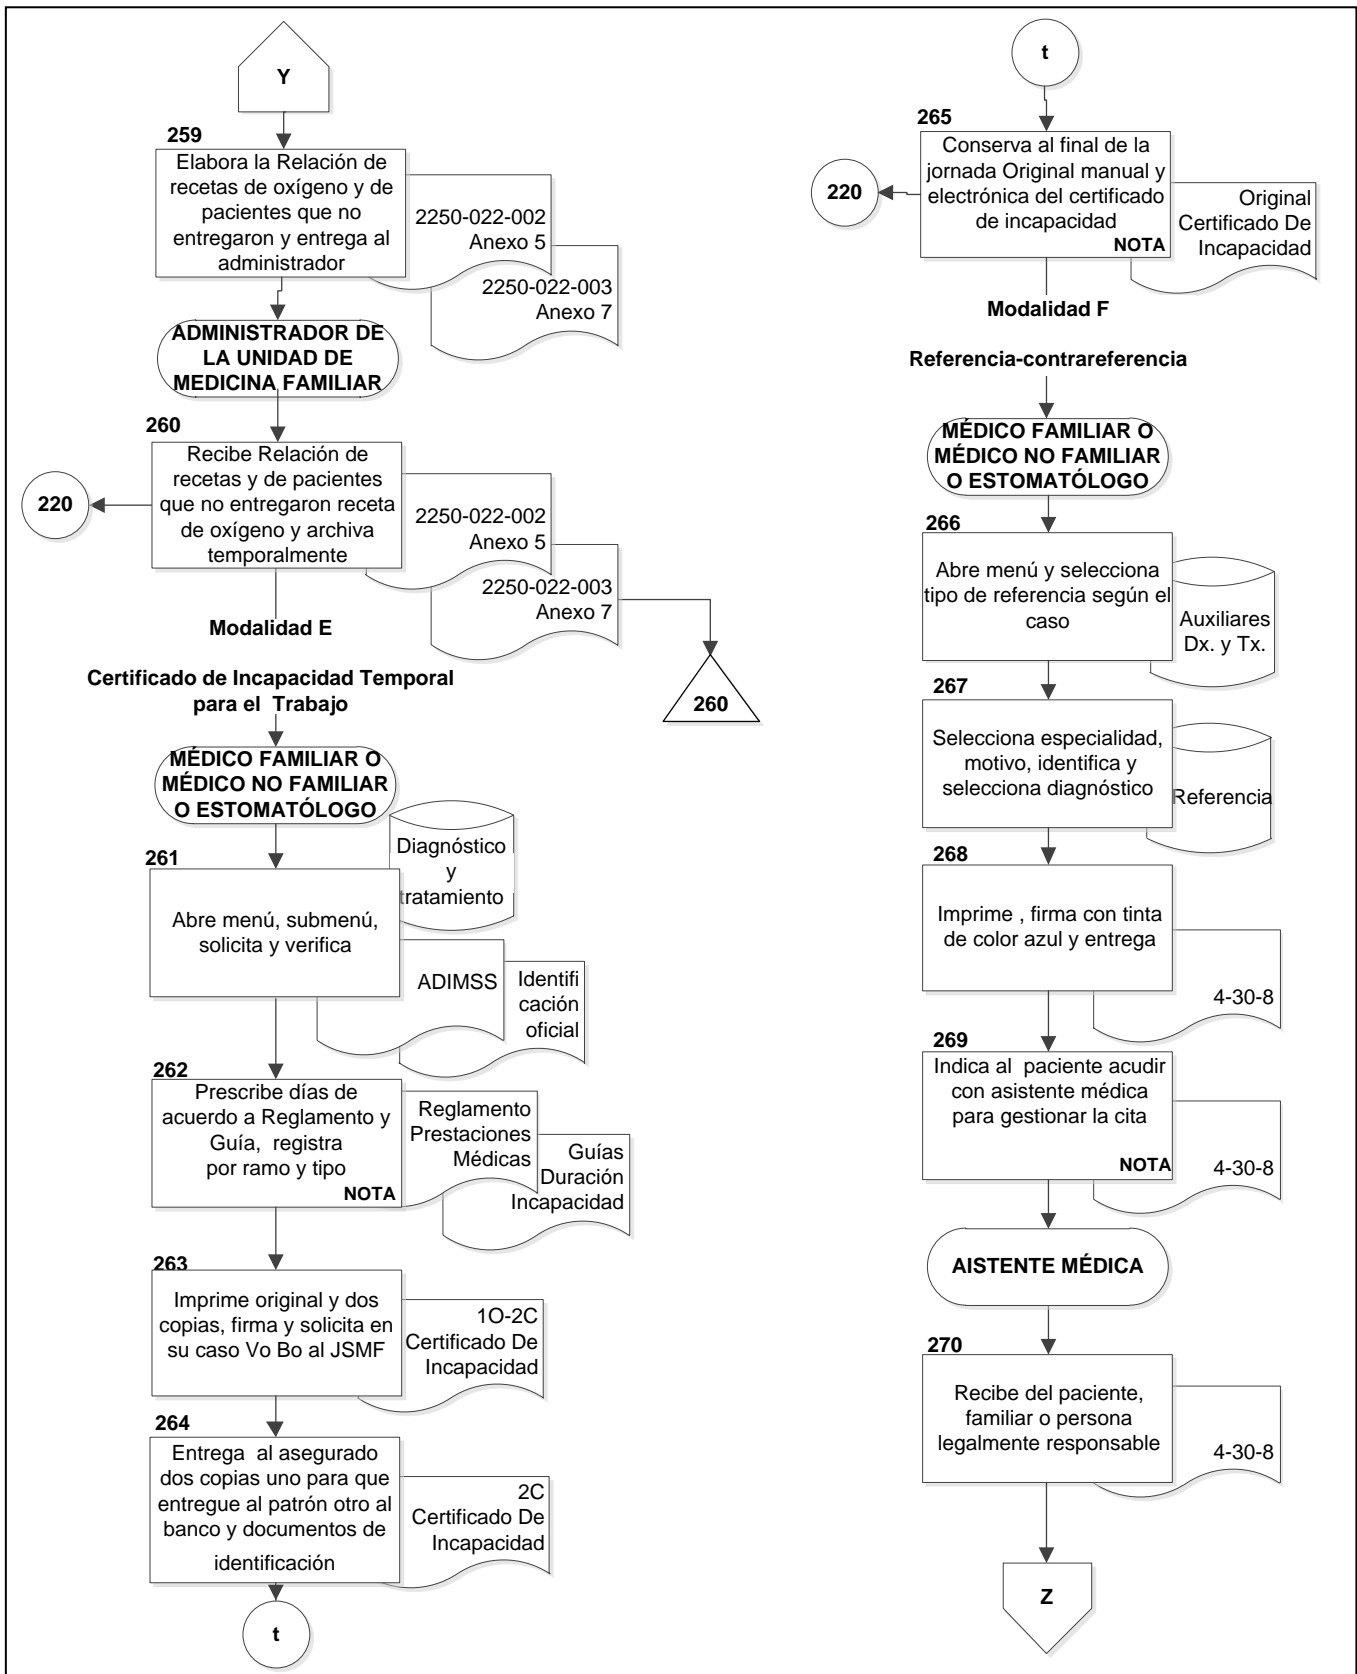 Y
259
Elabora la Relación de
recetas de oxígeno y de
pacientes que no
entregaron y entrega al
administrador
2250-022-002
Anexo 5
2250-022-003
Anexo 7
ADMINISTRADOR DE
LA UNIDAD DE
MEDICINA FAMILIAR
260
Recibe Relación de
recetas y de pacientes
que no entregaron receta
de oxígeno y archiva
temporalmente
220
2250-022-002
Anexo 5
2250-022-003
Anexo 7
260
Modalidad E
Certificado de Incapacidad Temporal
para el Trabajo
MÉDICO FAMILIAR O
MÉDICO NO FAMILIAR
O ESTOMATÓLOGO
Diagnóstico
y
tratamiento
261
Abre menú, submenú,
solicita y verifica
ADIMSS
Identifi
cación
oficial
262
Prescribe días de
acuerdo a Reglamento y
Guía, registra
por ramo y tipo
NOTA
Reglamento
Prestaciones
Médicas
Guías
Duración
Incapacidad
263
Imprime original y dos
copias, firma y solicita en
su caso Vo Bo al JSMF
1O-2C
Certificado De
Incapacidad
264
Entrega al asegurado
dos copias uno para que
entregue al patrón otro al
banco y documentos de
identificación
2C
Certificado De
Incapacidad
t
t
265
Conserva al final de la
jornada Original manual y
electrónica del certificado
de incapacidad
NOTA
220
Original
Certificado De
Incapacidad
Modalidad F
Referencia-contrareferencia
MÉDICO FAMILIAR O
MÉDICO NO FAMILIAR
O ESTOMATÓLOGO
266
Abre menú y selecciona
tipo de referencia según el
caso
Auxiliares
Dx. y Tx.
267
Selecciona especialidad,
motivo, identifica y
selecciona diagnóstico
Referencia
268
Imprime , firma con tinta
de color azul y entrega
4-30-8
269
Indica al paciente acudir
con asistente médica
para gestionar la cita
NOTA
4-30-8
AISTENTE MÉDICA
270
Recibe del paciente,
familiar o persona
legalmente responsable
4-30-8
Z